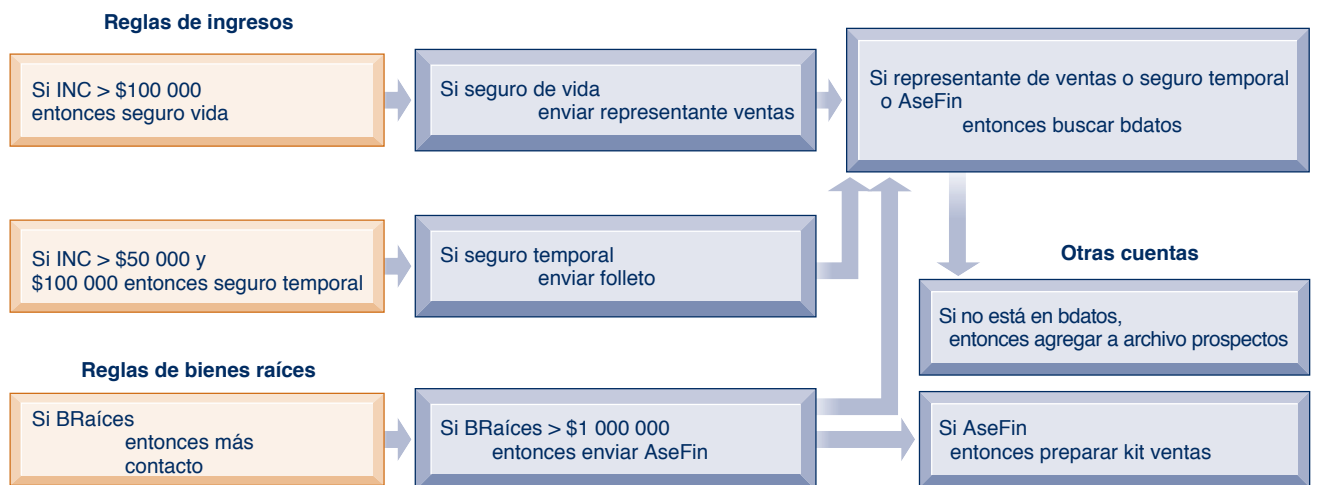 Reglas de ingresos
Si INC > $100 000
entonces seguro vida
Si seguro de vida
enviar representante ventas
Si representante de ventas o seguro temporal
o AseFin
entonces buscar bdatos
Si INC > $50 000 y
$100 000 entonces seguro temporal
Si seguro temporal
enviar folleto
Otras cuentas
Si no está en bdatos,
entonces agregar a archivo prospectos
Reglas de bienes raíces
Si BRaíces
entonces más
contacto
Si BRaíces > $1 000 000
entonces enviar AseFin
Si AseFin
entonces preparar kit ventas